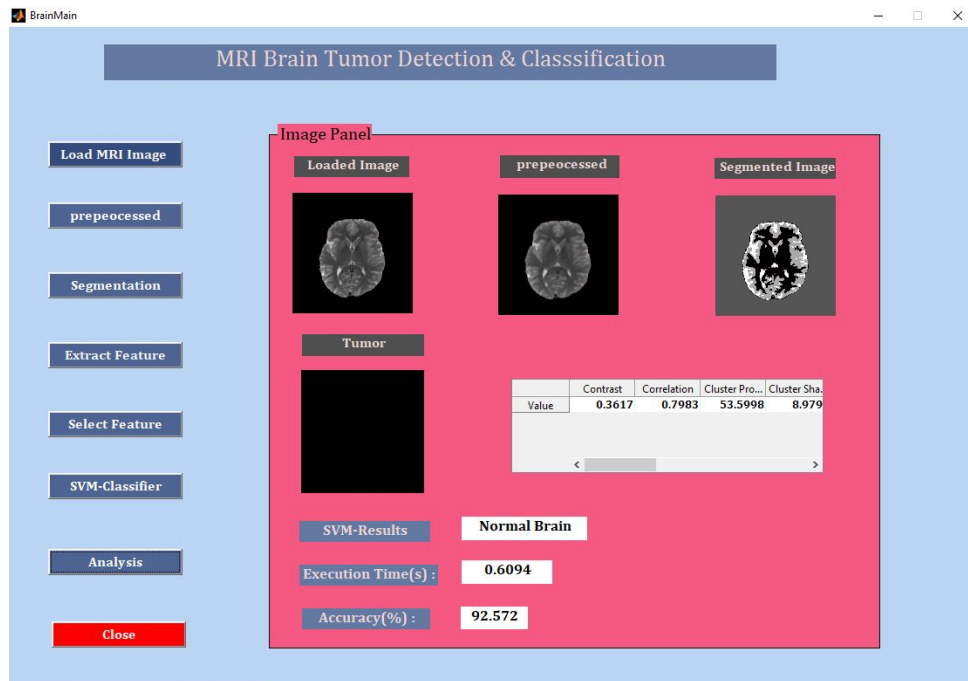 BrainMain
MRI Brain Tumor Detection & Classsification
Load MRI Image
prepeocessed
Segmentation
Extract Feature
Select Feature
SVM-Classifier
Analysis
Close
Image Panel
Loaded Image
prepeocessed
Segmented Image
Tumor
Contrast Correlation Cluster Pro... Cluster Sha.
Value 0.3617 0.7983 53.5998 8.979
SVM-Results Normal Brain
Execution Time(s) : 0.6094
Accuracy(%) : 92.572